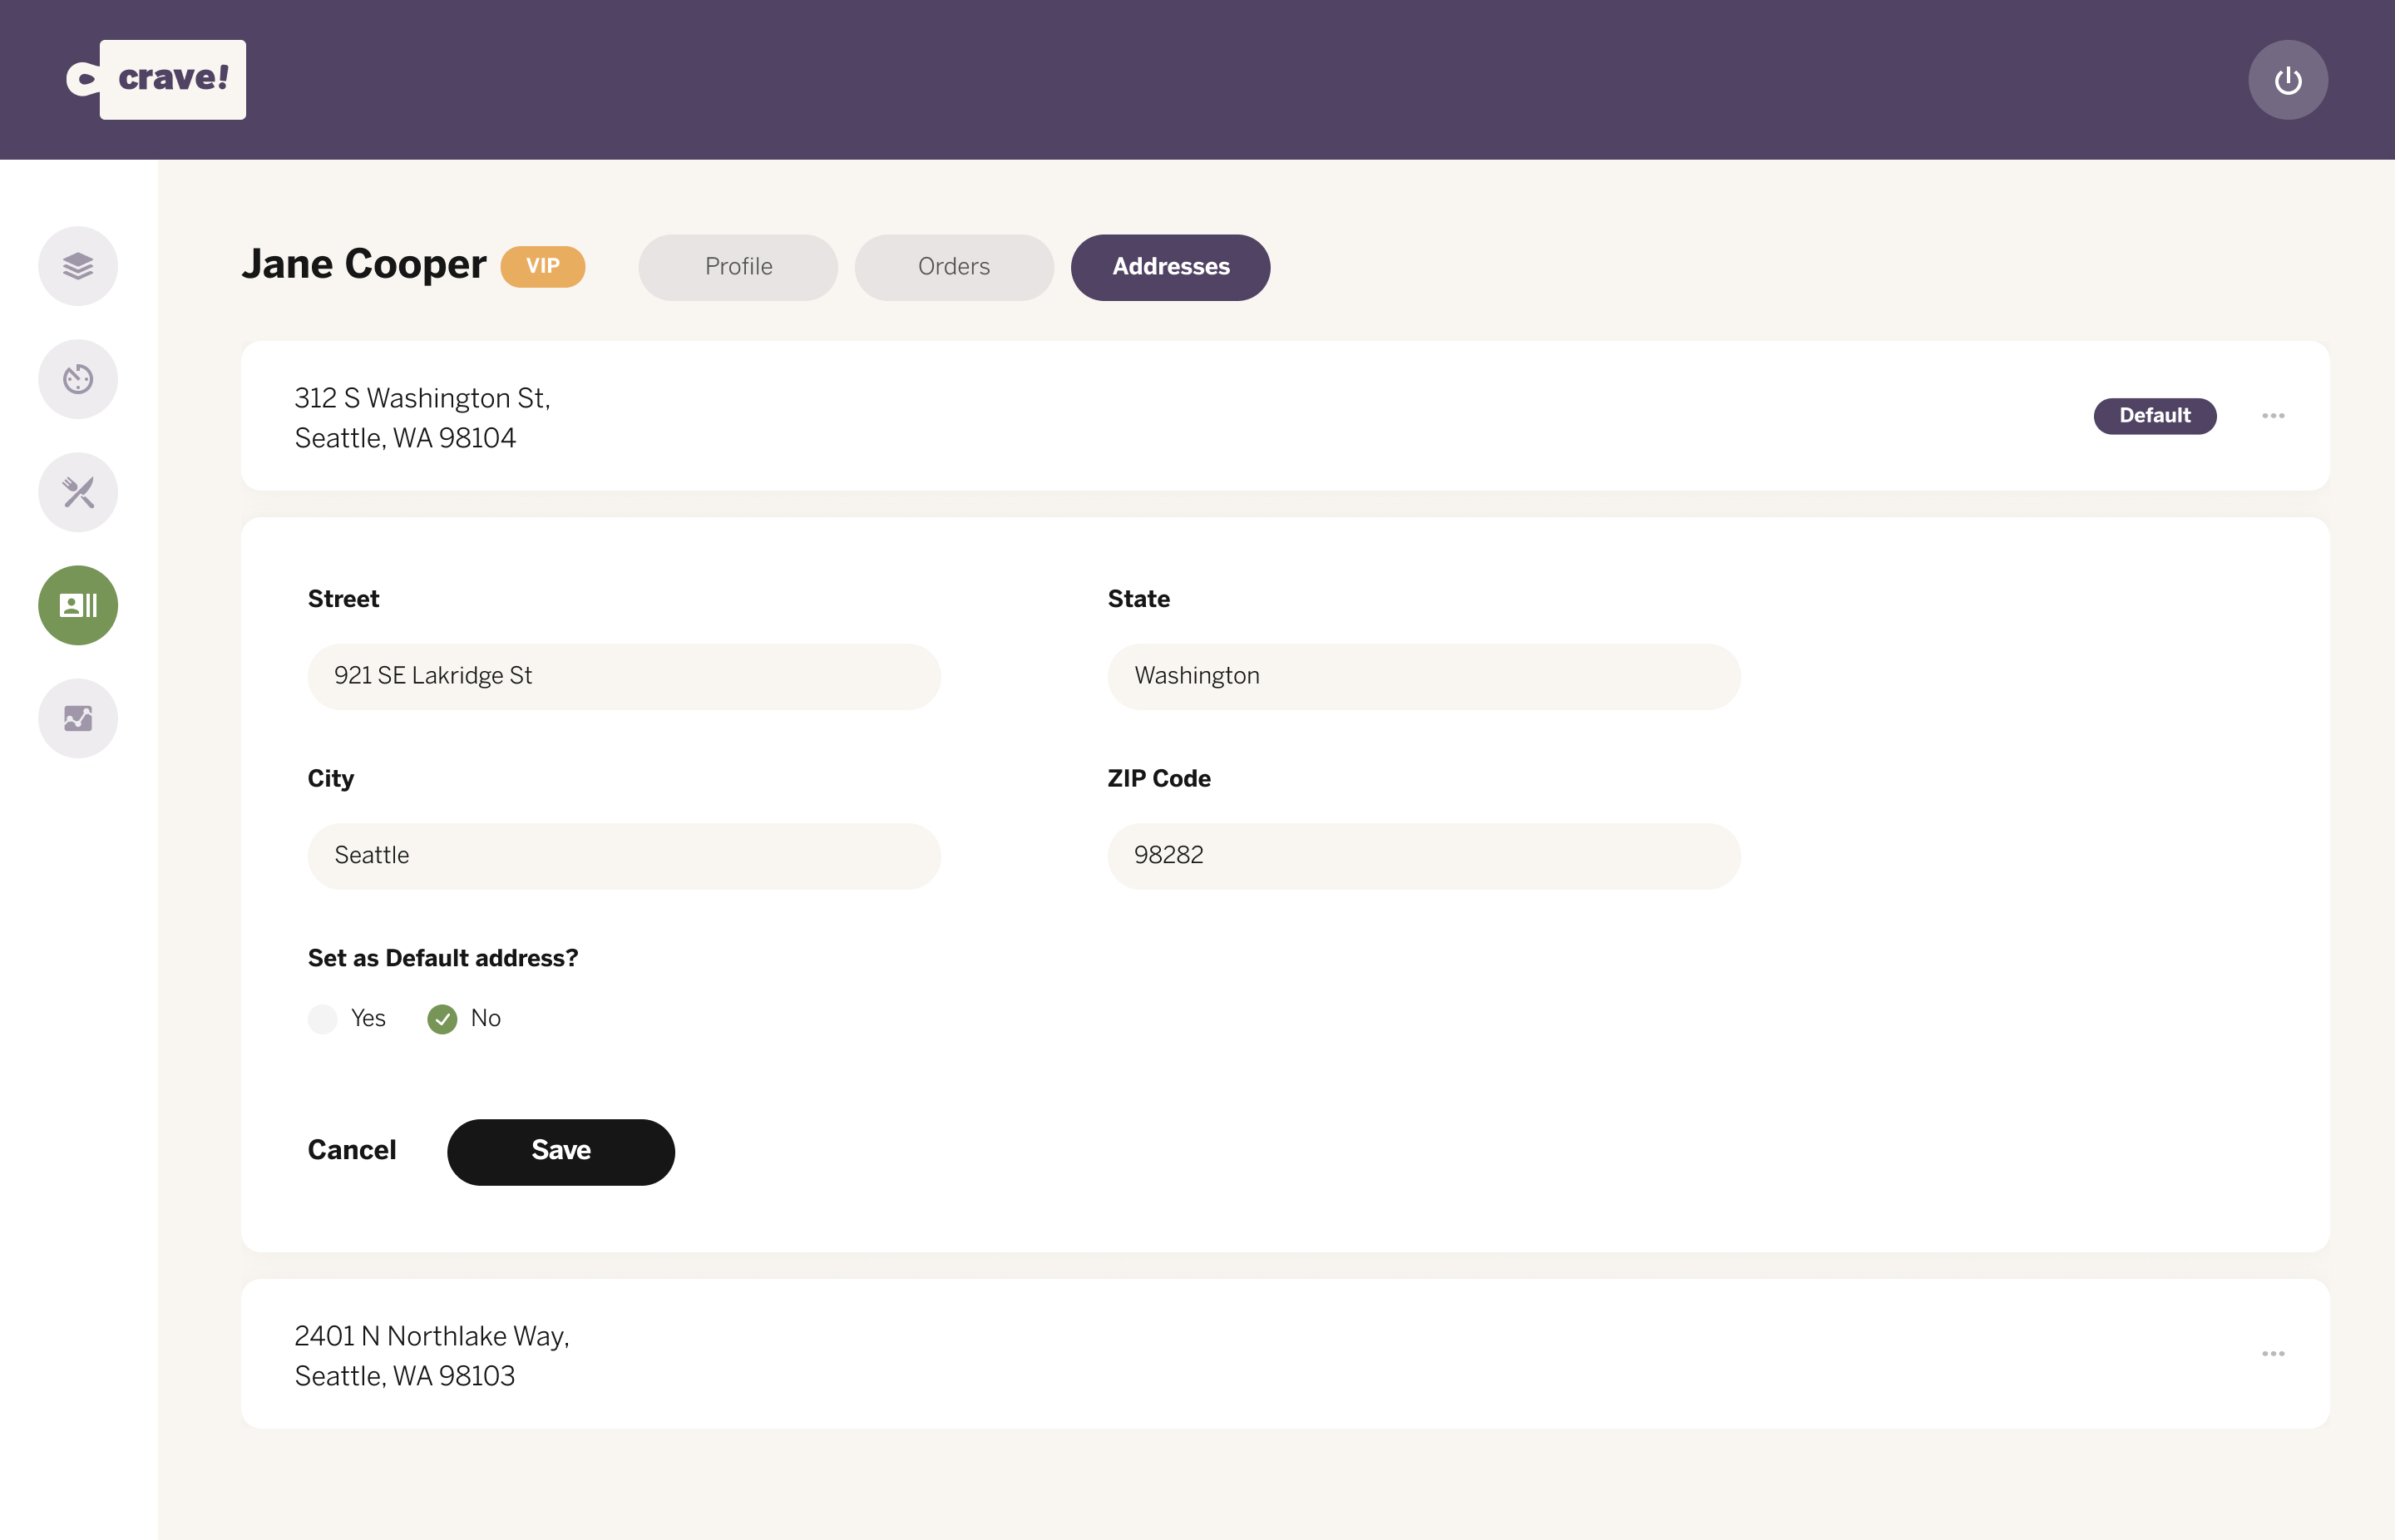 crave!
Jane Cooper VIP Profile Orders Addresses
312 S Washington St,
Seattle, WA 98104
Default
Street
State
921 SE Lakridge St
Washington
City
ZIP Code
Seattle
98282
Set as Default address?
Yes No
Cancel Save
2401 N Northlake Way,
Seattle, WA 98103